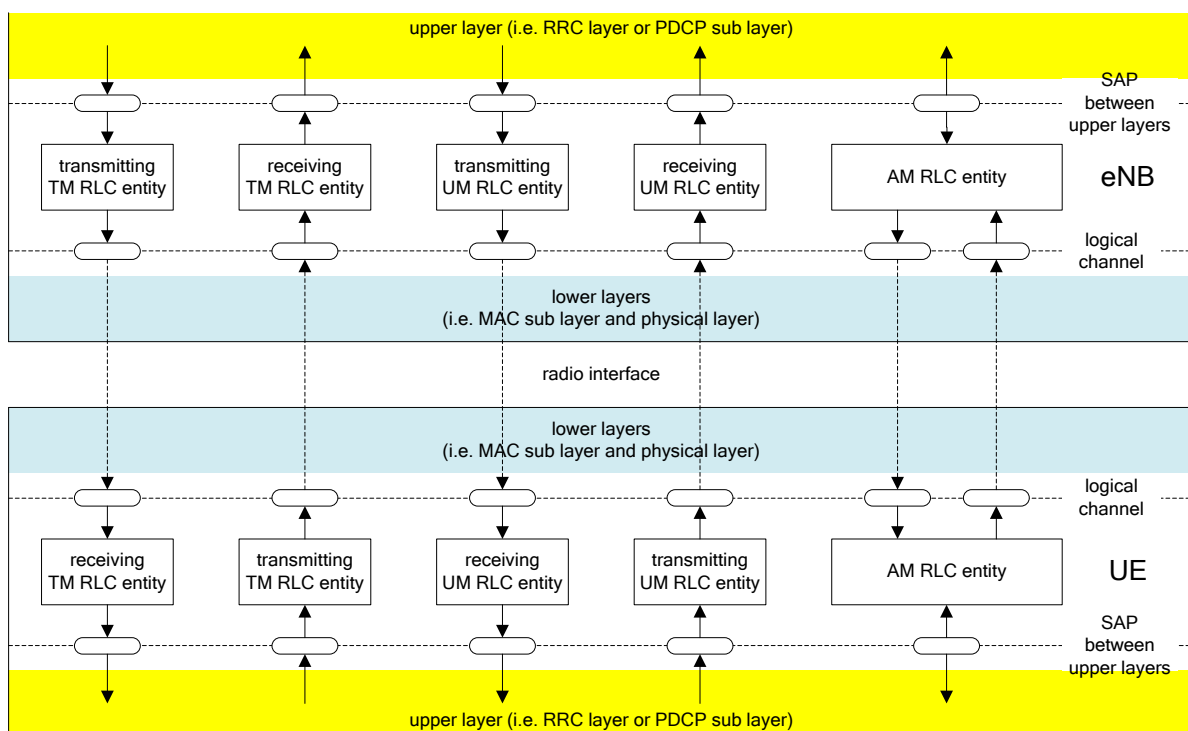 upper layer (i.e. RRC layer or PDCP sub layer)
SAP
between
upper layers
transmitting
TM RLC entity
receiving
TM RLC entity
transmitting
UM RLC entity
receiving
UM RLC entity
AM RLC entity
eNB
logical
channel
lower layers
(i.e. MAC sub layer and physical layer)
radio interface
lower layers
(i.e. MAC sub layer and physical layer)
logical
channel
receiving
TM RLC entity
transmitting
TM RLC entity
receiving
UM RLC entity
transmitting
UM RLC entity
AM RLC entity
UE
SAP
between
upper layers
upper layer (i.e. RRC layer or PDCP sub layer)